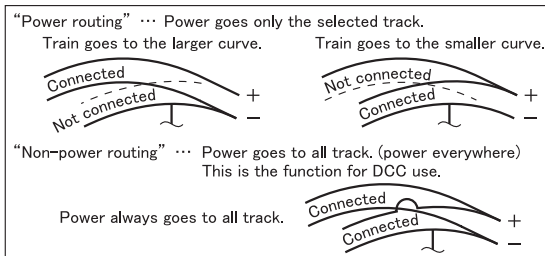 “Power routing” ⋯ Power goes only the selected track.
Train goes to the larger curve.
Train goes to the smaller curve.
Connected
Not connected
+
−
Not connected
Connected
+
−
“Non-power routing” ⋯ Power goes to all track. (power everywhere)
This is the function for DCC use.
Power always goes to all track.
Connected
Connected
+
−